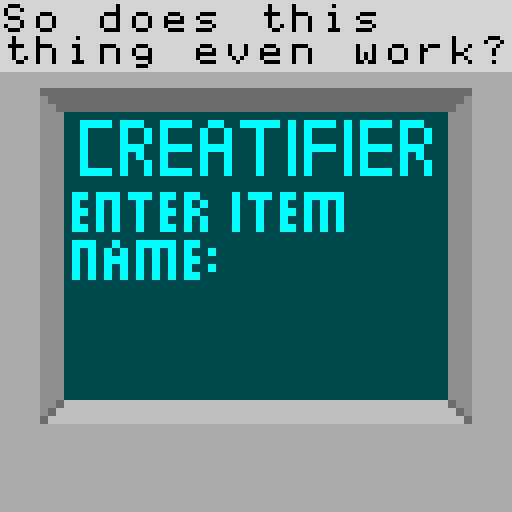 So does this
thing even work?
CREATIFIER
ENTER ITEM
NAME: